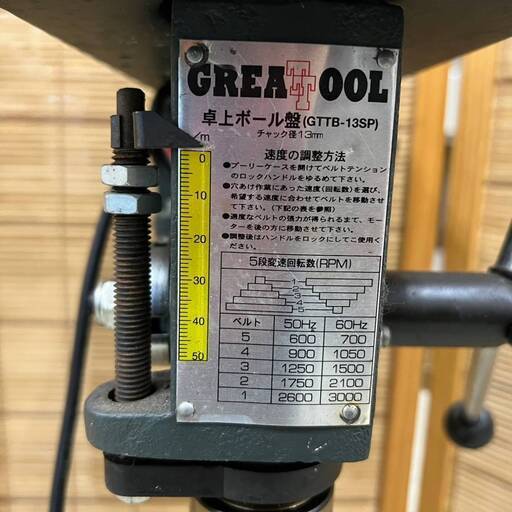 GREAT TOOL
卓上ボール盤(GTTB-13SP)
チャック径13mm
速度の調整方法
●プーリーケースを開けてベルトテンション
のロックハンドルをゆるめて下さい。
●穴あけ作業にあった速度(回転数)を選び、
希望する速度に合わせてベルトを移動させ
て下さい。(下記の表を参照)
●適度なベルトの張力が得られるまで、モー
ターを後の方に移動させて下さい。
●調整後はハンドルをロックにしてご使用く
ださい。
5段変速回転数(RPM)
1
2
3
4
5
ベルト 50Hz 60Hz
5 600 700
4 900 1050
3 1250 1500
2 1750 2100
1 2600 3000
/m
0
10
20
30
40
50